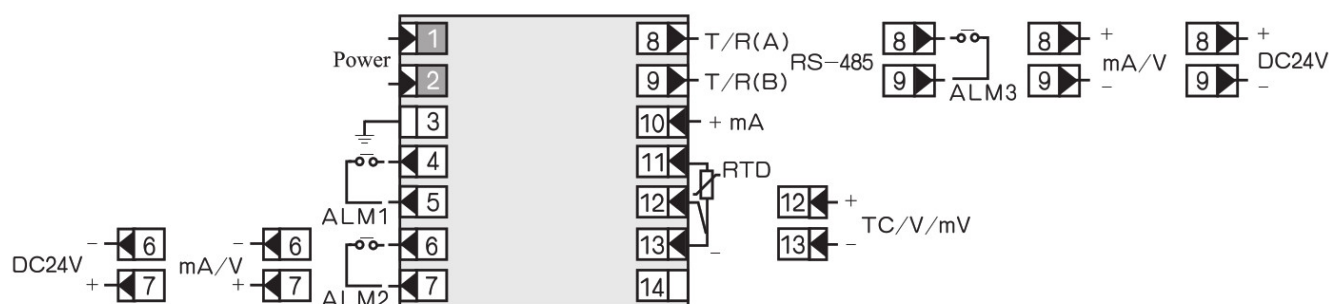 1 8 T/R(A) RS-485 8 8 + 8 +
Power ALM3 mA/V DC24V
2 9 T/R(B) 9 9 - 9 -
3 10 + mA
4 11 RTD
5 12 12 + TC/V/mV
ALM1
- 6 - 6 6 13 - 13 -
DC24V mA/V
+ 7 + 7 7 14
ALM2